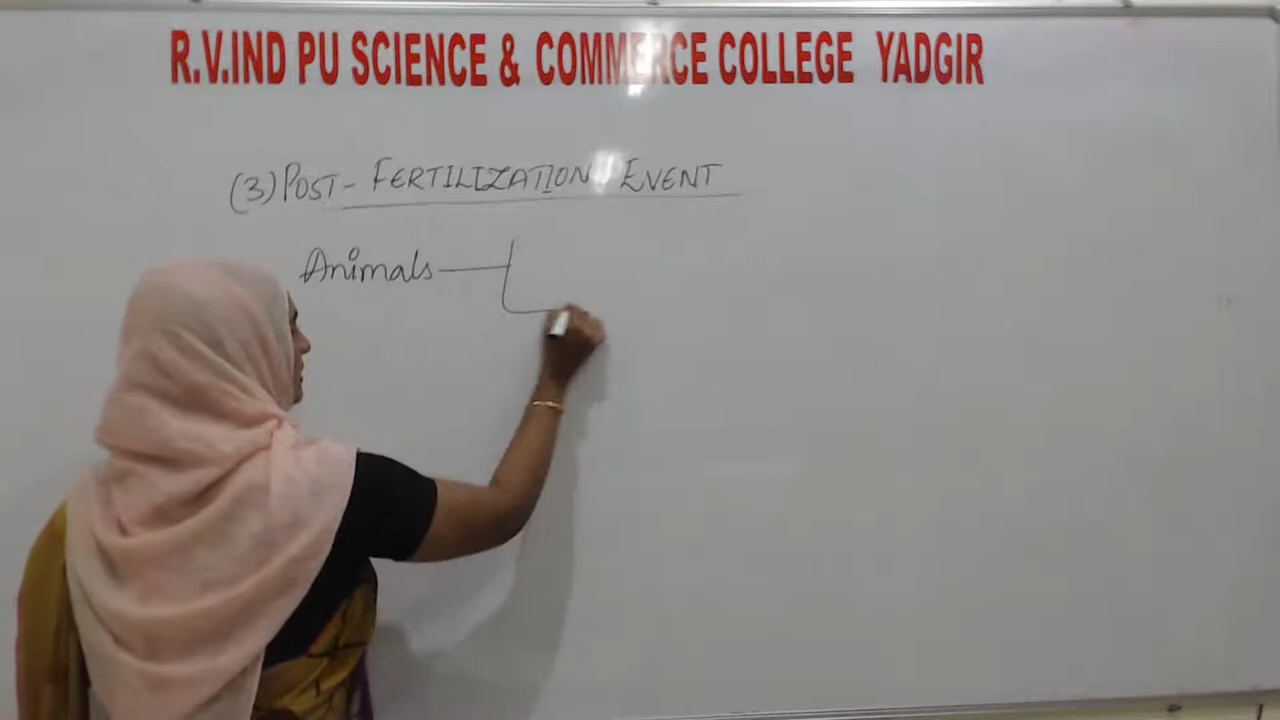 R.V.IND PU SCIENCE & COMMERCE COLLEGE YADGIR
(3) POST- FERTILIZATION EVENT
Animals